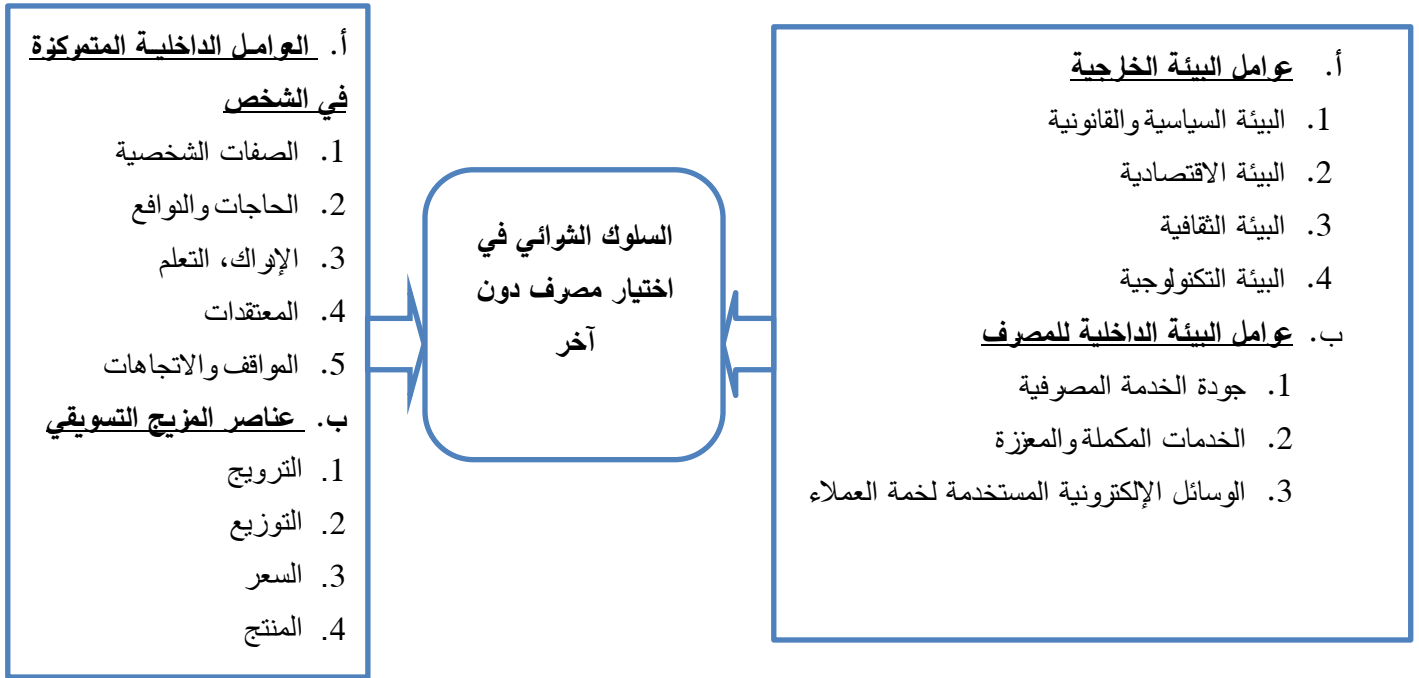 أ. عوامل البيئة الخارجية
1. البيئة السياسية والقانونية
2. البيئة الاقتصادية
3. البيئة الثقافية
4. البيئة التكنولوجية
ب. عوامل البيئة الداخلية للمصرف
1. جودة الخدمة المصرفية
2. الخدمات المكملة والمعززة
3. الوسائل الإلكترونية المستخدمة لخمة العملاء
السلوك الشرائي في
اختيار مصرف دون
آخر
أ. العوامل الداخلية المتمركزة
في الشخص
1. الصفات الشخصية
2. الحاجات والدوافع
3. الإدراك، التعلم
4. المعتقدات
5. المواقف والاتجاهات
ب. عناصر المزيج التسويقي
1. الترويج
2. التوزيع
3. السعر
4. المنتج